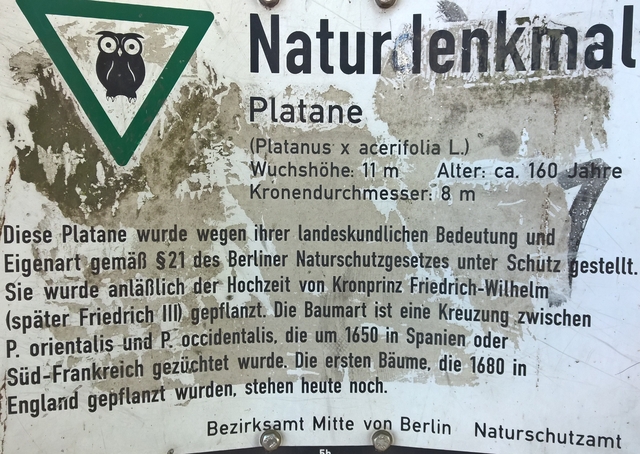 Naturdenkmal
Platane
(Platanus x acerifolia L.)
Wuchshöhe: 11 m Alter: ca. 160 Jahre
Kronendurchmesser: 8 m
Diese Platane wurde wegen ihrer landeskundlichen Bedeutung und
Eigenart gemäß §21 des Berliner Naturschutzgesetzes unter Schutz gestellt.
Sie wurde anläßlich der Hochzeit von Kronprinz Friedrich-Wilhelm
(später Friedrich III) gepflanzt. Die Baumart ist eine Kreuzung zwischen
P. orientalis und P. occidentalis, die um 1650 in Spanien oder
Süd-Frankreich gezüchtet wurde. Die ersten Bäume, die 1680 in
England gepflanzt wurden, stehen heute noch.
Bezirksamt Mitte von Berlin Naturschutzamt
5b